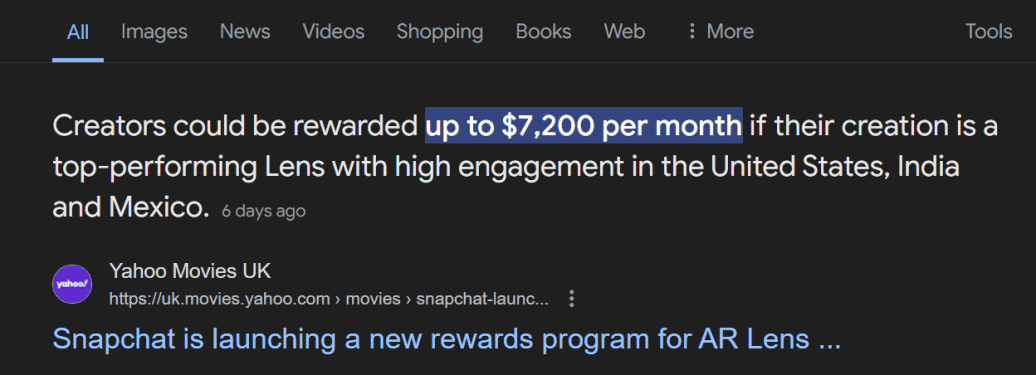 All Images News Videos Shopping Books Web ⋮ More Tools
Creators could be rewarded up to $7,200 per month if their creation is a
top-performing Lens with high engagement in the United States, India
and Mexico. 6 days ago
yahoo!
Yahoo Movies UK
https://uk.movies.yahoo.com › movies › snapchat-launc... ⋮
Snapchat is launching a new rewards program for AR Lens ...